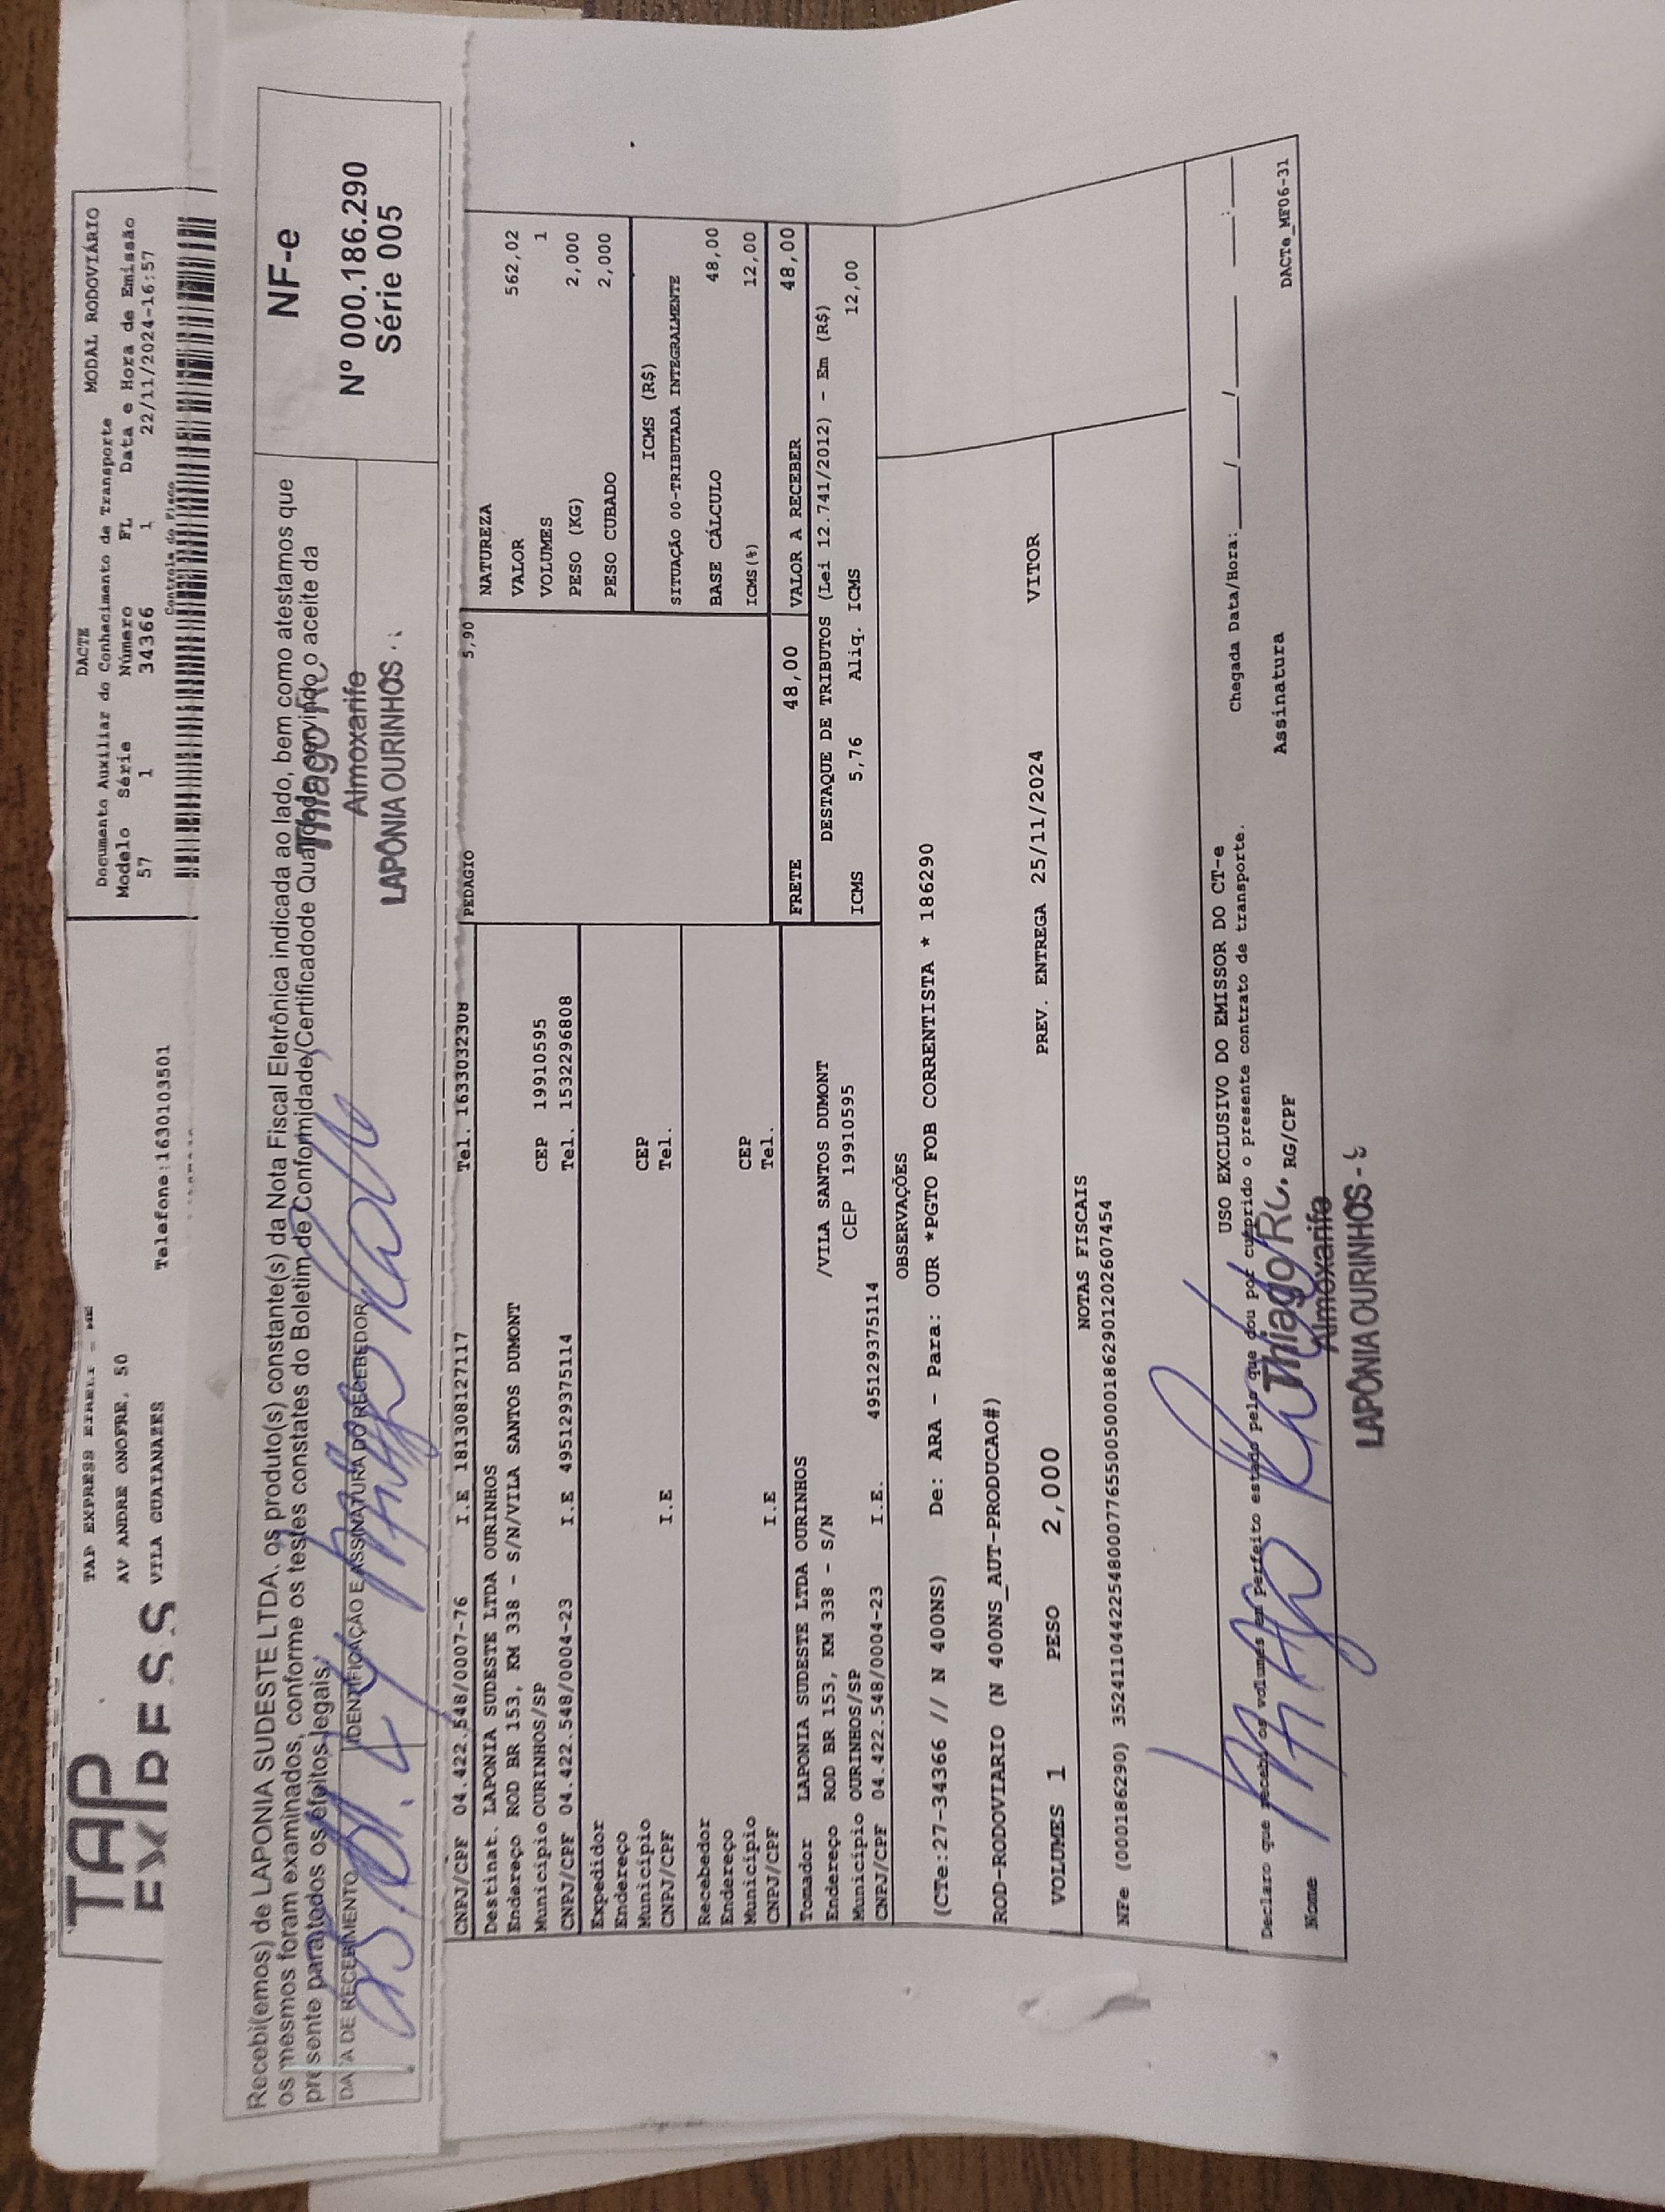 TAP
EXPRESS
TAP EXPRESS EIRELI - ME
AV ANDRE ONOFRE, 50
VILA GUAIANAZES Telefone:1630103501
DACTE MODAL RODOVIÁRIO
Documento Auxiliar do Conhecimento de Transporte
Modelo Série Número FL Data e Hora de Emissão
57 1 34366 1 22/11/2024-16:57
Controle do Fisco
Recebi(emos) de LAPONIA SUDESTE LTDA, os produto(s) constante(s) da Nota Fiscal Eletrônica indicada ao lado, bem como atestamos que
os mesmos foram examinados, conforme os testes constates do Boletim de Conformidade/Certificadode Qualidade, servindo o aceite da
presente para todos os efeitos legais.
DATA DE RECEBIMENTO IDENTIFICAÇÃO E ASSINATURA DO RECEBEDOR
NF-e
Nº 000.186.290
Série 005
Thiago
Almoxarife
LAPÔNIA OURINHOS
CNPJ/CPF 04.422.548/0007-76 I.E 181308127117 Tel. 1633032308
PEDAGIO 5,90
Destinat. LAPONIA SUDESTE LTDA OURINHOS
Endereço ROD BR 153, KM 338 - S/N/VILA SANTOS DUMONT
Município OURINHOS/SP CEP 19910595
CNPJ/CPF 04.422.548/0004-23 I.E 495129375114 Tel. 1532296808
Expedidor
Endereço
Município CEP
CNPJ/CPF I.E Tel.
Recebedor
Endereço
Município CEP
CNPJ/CPF I.E Tel.
NATUREZA
VALOR 562,02
VOLUMES 1
PESO (KG) 2,000
PESO CUBADO 2,000
ICMS (R$)
SITUAÇÃO 00-TRIBUTADA INTEGRALMENTE
BASE CÁLCULO 48,00
ICMS(%) 12,00
Tomador LAPONIA SUDESTE LTDA OURINHOS
Endereço ROD BR 153, KM 338 - S/N /VILA SANTOS DUMONT
Município OURINHOS/SP CEP 19910595
CNPJ/CPF 04.422.548/0004-23 I.E. 495129375114
FRETE 48,00 VALOR A RECEBER 48,00
DESTAQUE DE TRIBUTOS (Lei 12.741/2012) - Em (R$)
ICMS 5,76 Aliq. ICMS 12,00
OBSERVAÇÕES
(CTe:27-34366 // N 400NS) De: ARA - Para: OUR *PGTO FOB CORRENTISTA * 186290
ROD-RODOVIARIO (N 400NS_AUT-PRODUCAO#)
VOLUMES 1 PESO 2,000 PREV. ENTREGA 25/11/2024 VITOR
NOTAS FISCAIS
NFe (000186290) 35241104422548000776550050001862901202607454
USO EXCLUSIVO DO EMISSOR DO CT-e
Declaro que recebi os volumes em perfeito estado pelo que dou por cumprido o presente contrato de transporte.
Chegada Data/Hora: ____/____/____ ____:____
Nome RG/CPF Assinatura
DACTe_MF06-31
Thiago
Almoxarife
LAPÔNIA OURINHOS